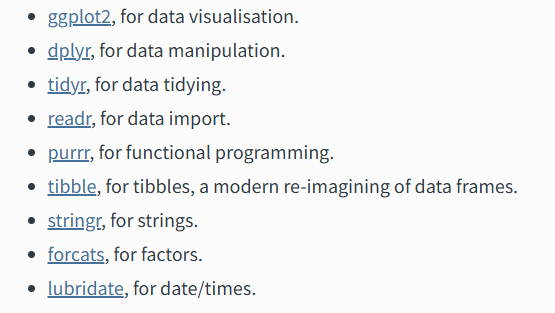 • ggplot2, for data visualisation.
• dplyr, for data manipulation.
• tidyr, for data tidying.
• readr, for data import.
• purrr, for functional programming.
• tibble, for tibbles, a modern re-imagining of data frames.
• stringr, for strings.
• forcats, for factors.
• lubridate, for date/times.